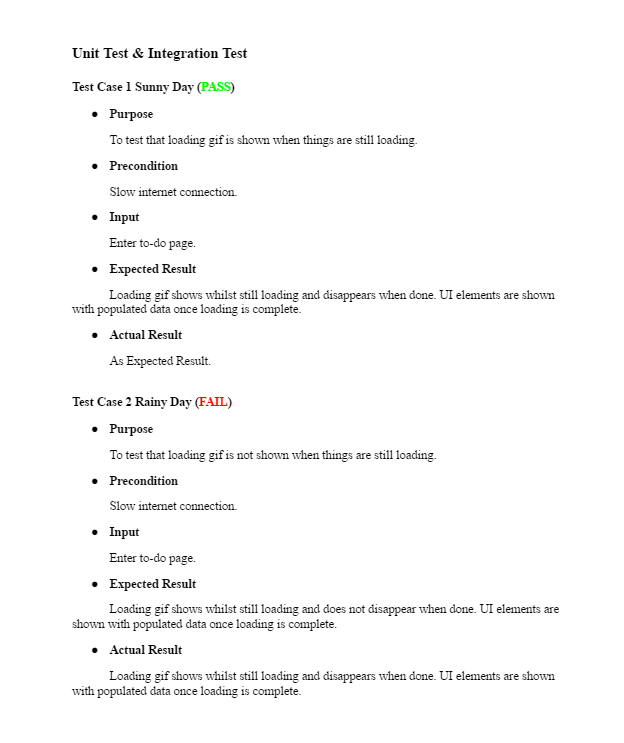 Unit Test & Integration Test
Test Case 1 Sunny Day (PASS)
● Purpose
To test that loading gif is shown when things are still loading.
● Precondition
Slow internet connection.
● Input
Enter to-do page.
● Expected Result
Loading gif shows whilst still loading and disappears when done. UI elements are shown
with populated data once loading is complete.
● Actual Result
As Expected Result.
Test Case 2 Rainy Day (FAIL)
● Purpose
To test that loading gif is not shown when things are still loading.
● Precondition
Slow internet connection.
● Input
Enter to-do page.
● Expected Result
Loading gif shows whilst still loading and does not disappear when done. UI elements are
shown with populated data once loading is complete.
● Actual Result
Loading gif shows whilst still loading and disappears when done. UI elements are shown
with populated data once loading is complete.